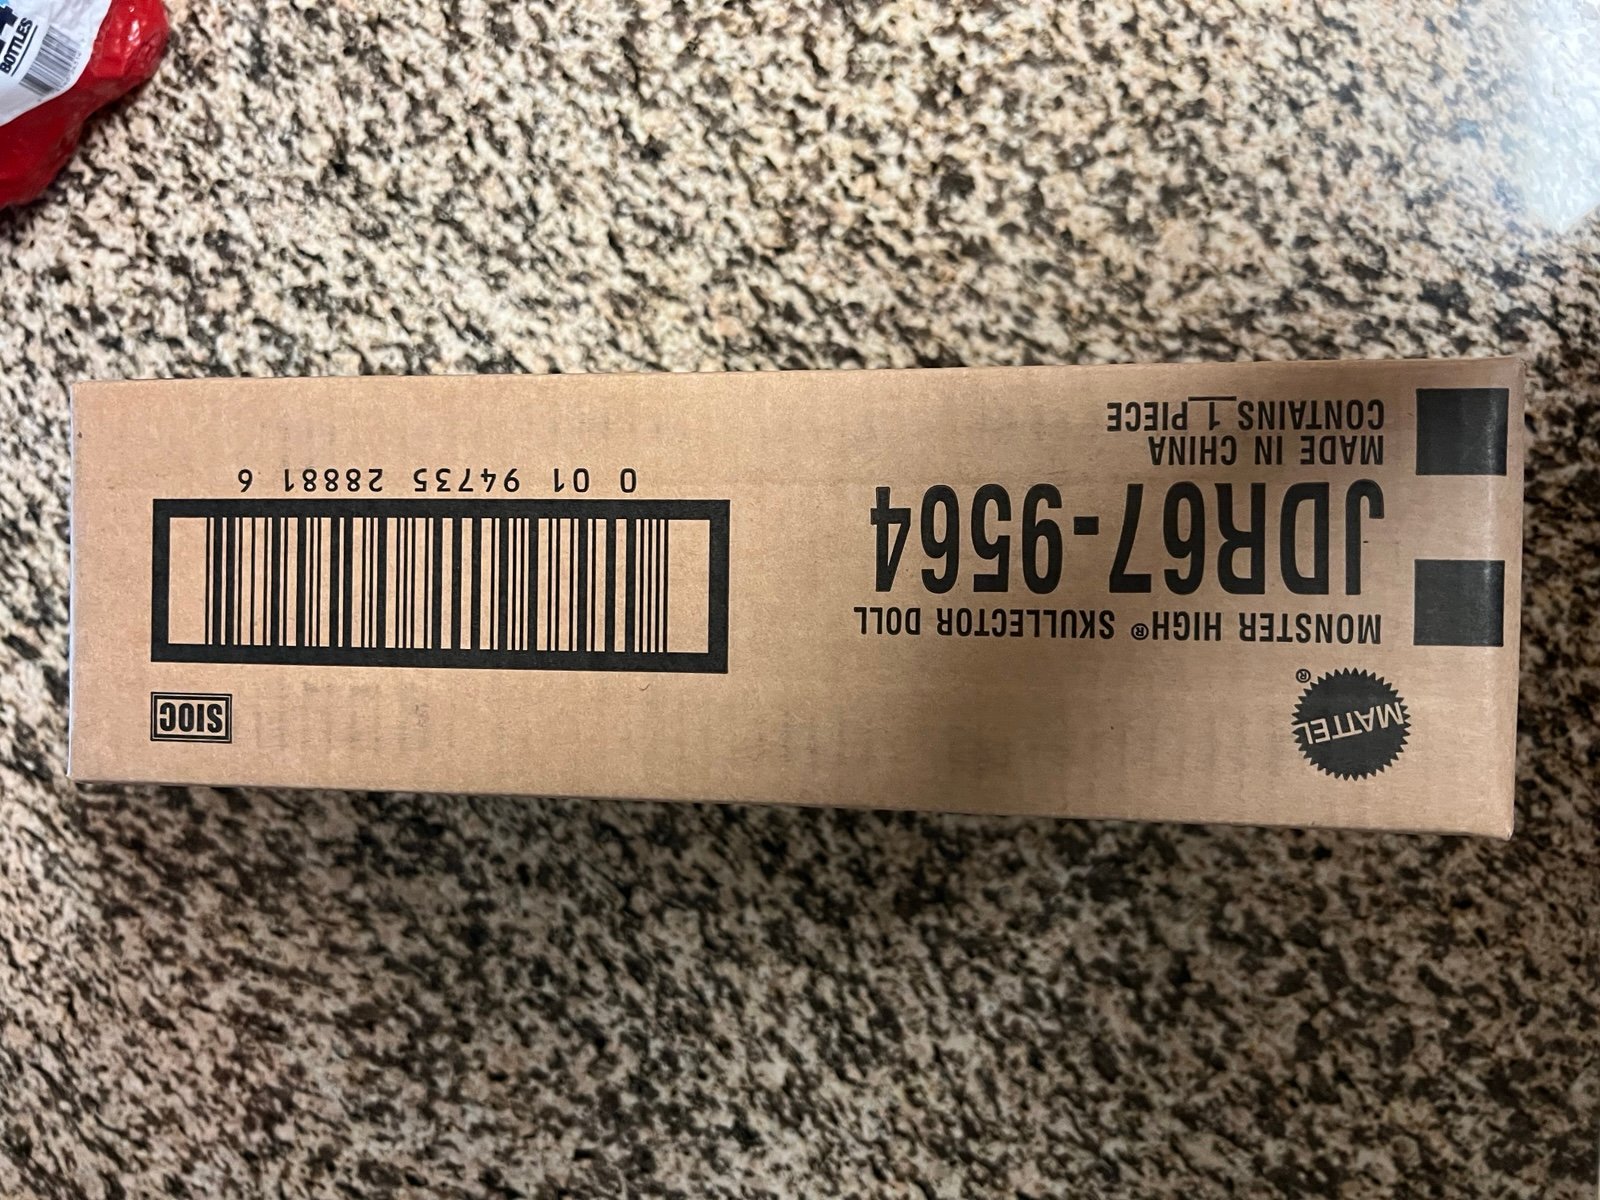 MATTEL
®
MONSTER HIGH® SKULLECTOR DOLL
JDR67-9564
MADE IN CHINA
CONTAINS 1 PIECE
SIOC
0 01 94735 28881 6
BOTTLES